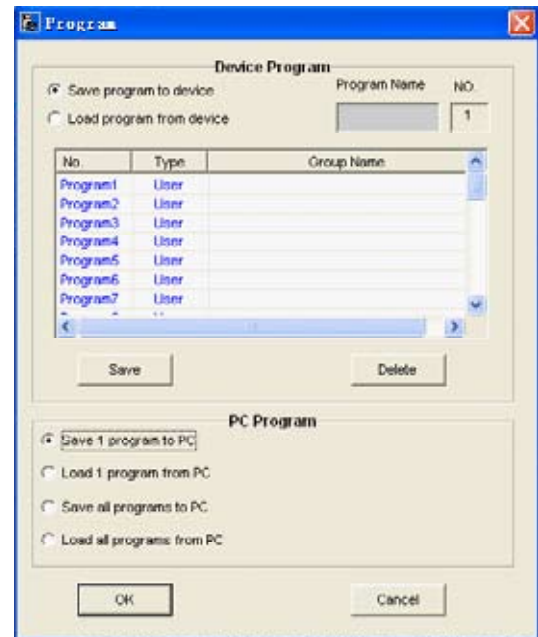 Program
Device Program
Save program to device
Program Name
NO.
Load program from device
1
No. Type Group Name
Program1 User
Program2 User
Program3 User
Program4 User
Program5 User
Program6 User
Program7 User
Save Delete
PC Program
Save 1 program to PC
Load 1 program from PC
Save all programs to PC
Load all programs from PC
OK Cancel